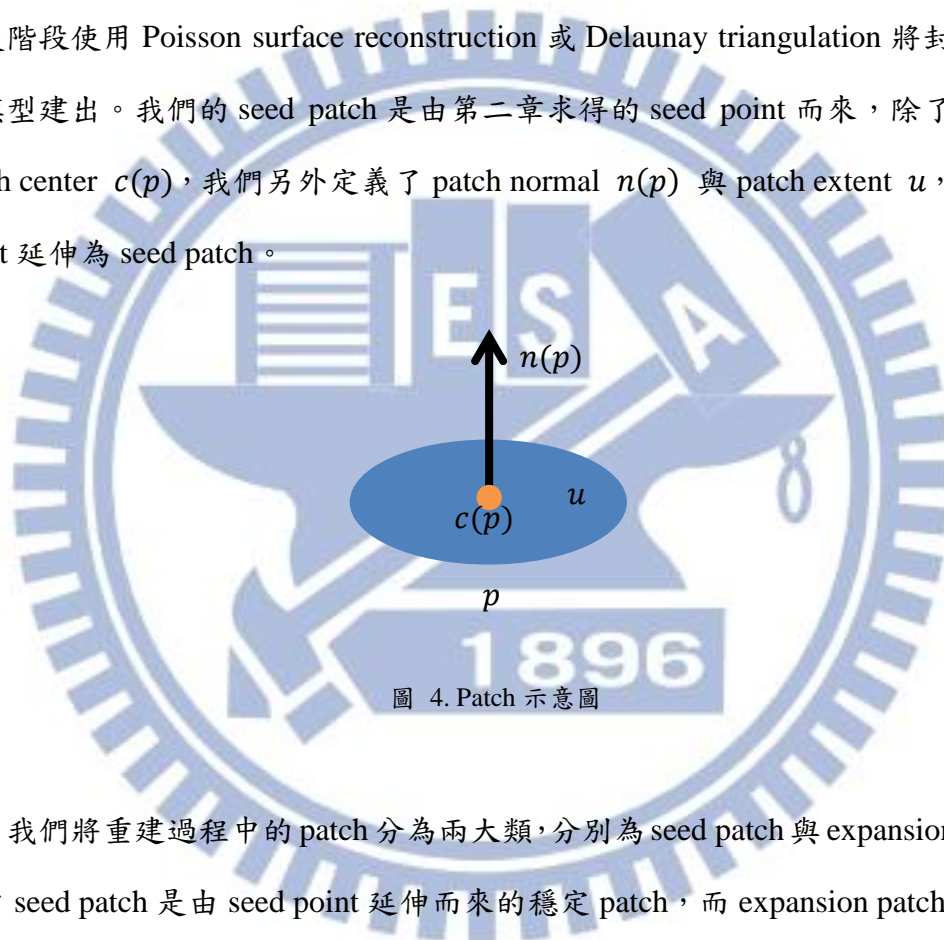 階段使用 Poisson surface reconstruction 或 Delaunay triangulation 將封
型建出。我們的 seed patch 是由第二章求得的 seed point 而來，除了
h center c(p)，我們另外定義了 patch normal n(p) 與 patch extent u，
t 延伸為 seed patch。
E S A
n(p)
u
c(p)
p
1896
圖 4. Patch 示意圖
我們將重建過程中的 patch 分為兩大類，分別為 seed patch 與 expansion
seed patch 是由 seed point 延伸而來的穩定 patch，而 expansion patch